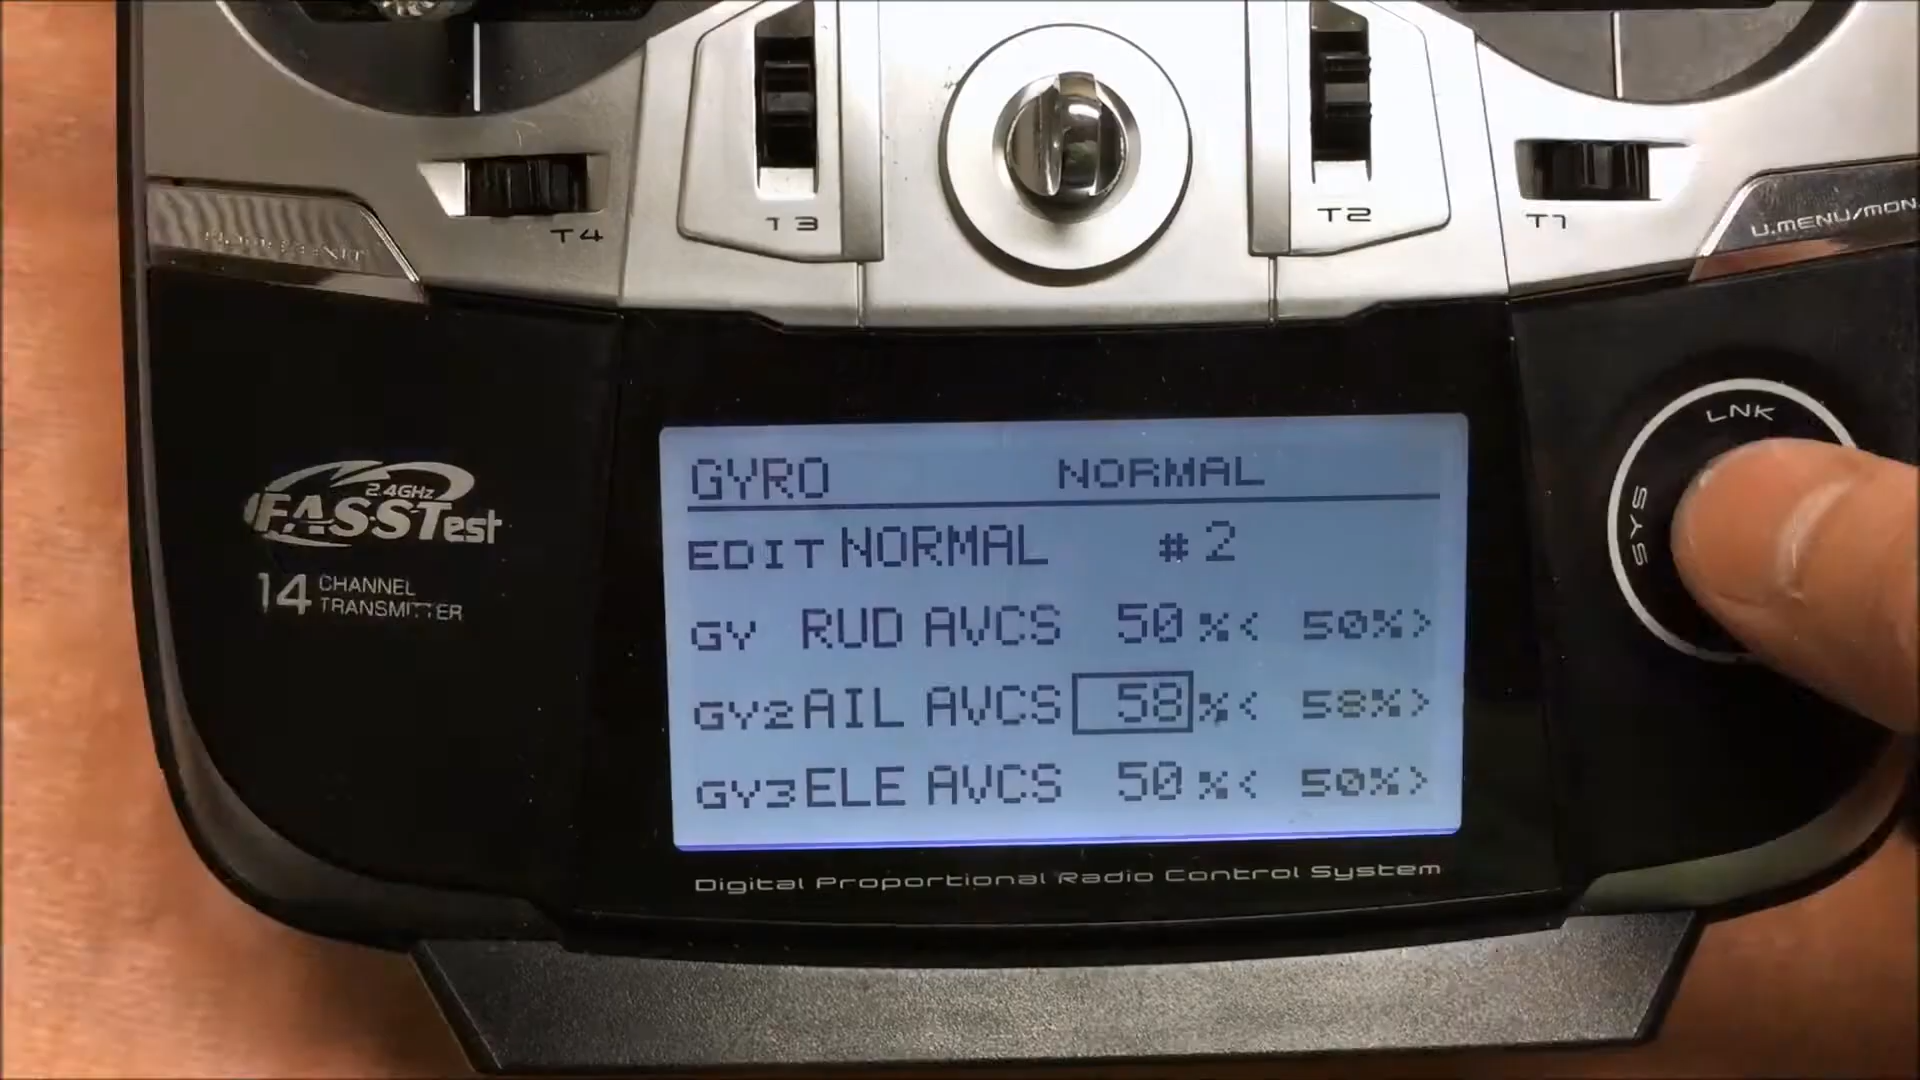 T4
T3
T2
T1
HOME/EXIT
U.MENU/MON.
LNK
SYS
2.4GHz
FASSTest
14 CHANNEL
TRANSMITTER
GYRO NORMAL
EDIT NORMAL #2
GY RUD AVCS 50%< 50%>
GY2 AIL AVCS 58%< 58%>
GY3 ELE AVCS 50%< 50%>
Digital Proportional Radio Control System